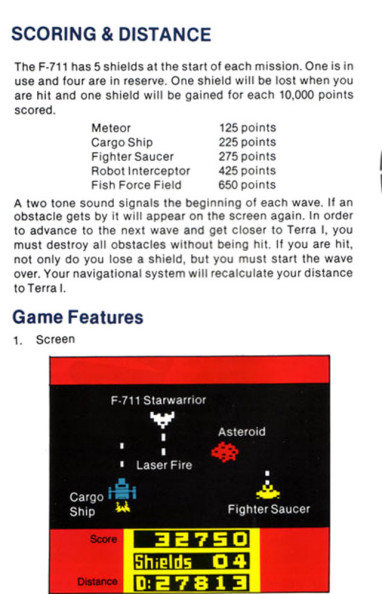 SCORING & DISTANCE
The F-711 has 5 shields at the start of each mission. One is in
use and four are in reserve. One shield will be lost when you
are hit and one shield will be gained for each 10,000 points
scored.
Meteor 125 points
Cargo Ship 225 points
Fighter Saucer 275 points
Robot Interceptor 425 points
Fish Force Field 650 points
A two tone sound signals the beginning of each wave. If an
obstacle gets by it will appear on the screen again. In order
to advance to the next wave and get closer to Terra I, you
must destroy all obstacles without being hit. If you are hit,
not only do you lose a shield, but you must start the wave
over. Your navigational system will recalculate your distance
to Terra I.
Game Features
1. Screen
F-711 Starwarrior
Asteroid
Laser Fire
Cargo
Ship
Fighter Saucer
Score 32750
Shields 04
Distance D:27813